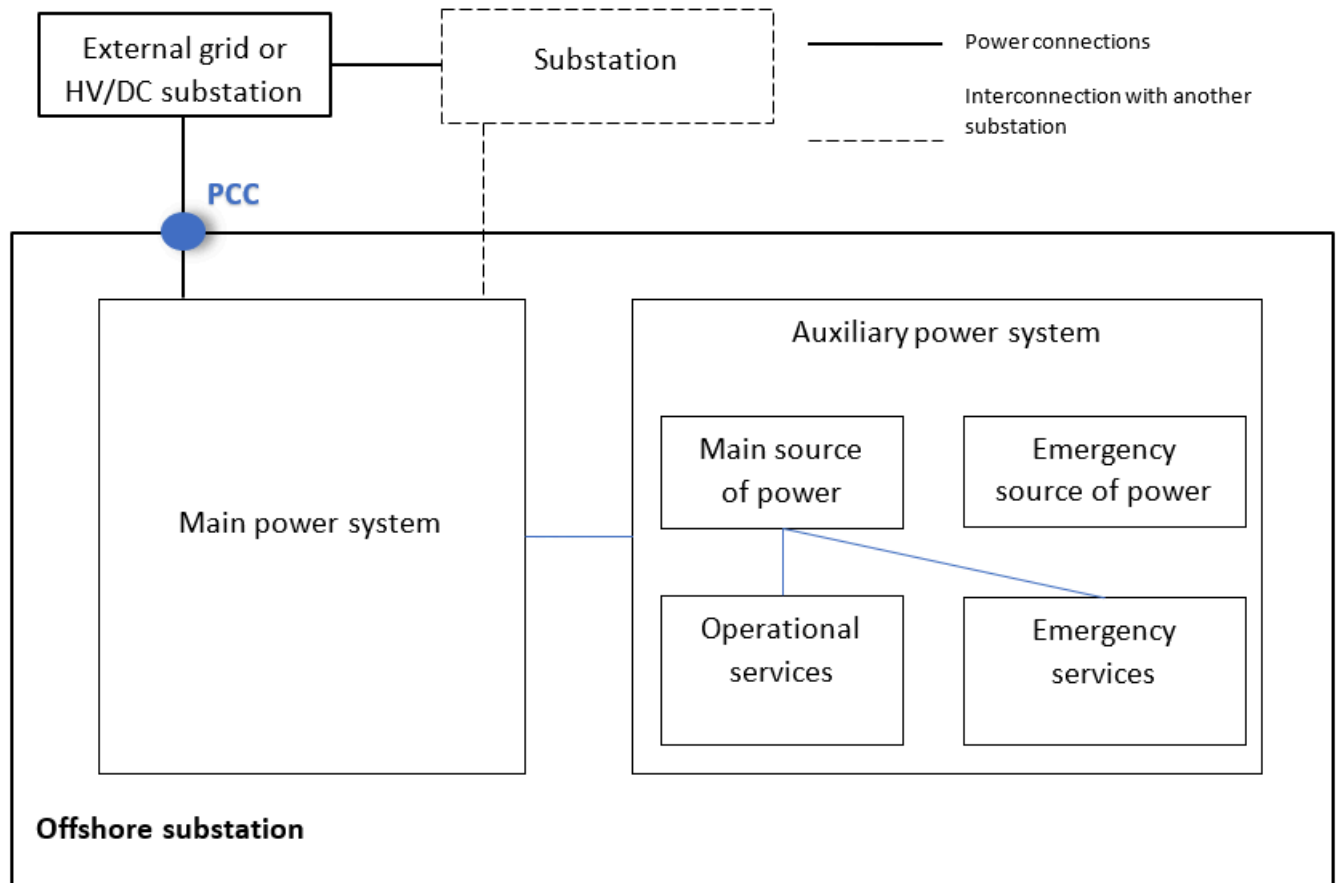 External grid or
HV/DC substation
Substation
Power connections
Interconnection with another
substation
PCC
Auxiliary power system
Main source
of power
Emergency
source of power
Main power system
Operational
services
Emergency
services
Offshore substation